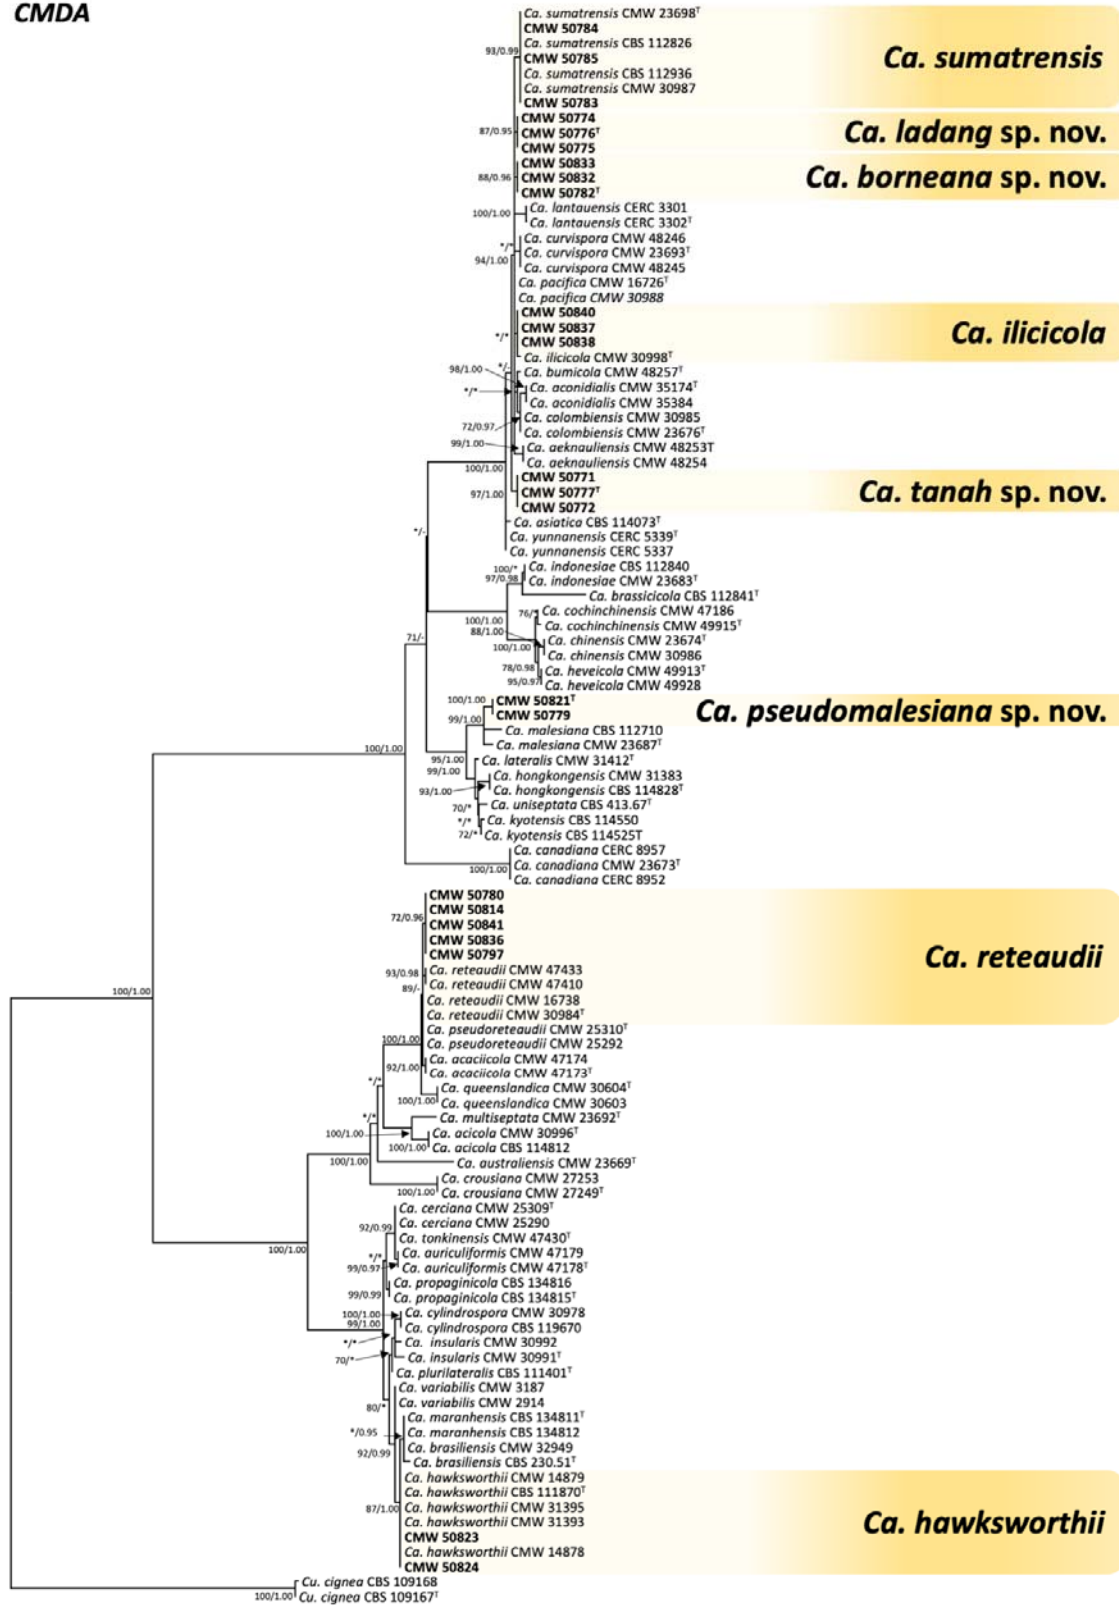 CMDA
Ca. sumatrensis CMW 23698ᵀ
CMW 50784
Ca. sumatrensis CBS 112826
93/0.99
CMW 50785
Ca. sumatrensis CBS 112936
Ca. sumatrensis CMW 30987
CMW 50783
Ca. sumatrensis
CMW 50774
87/0.95
CMW 50776ᵀ
CMW 50775
Ca. ladang sp. nov.
CMW 50833
88/0.96
CMW 50832
CMW 50782ᵀ
Ca. borneana sp. nov.
Ca. lantauensis CERC 3301
100/1.00
Ca. lantauensis CERC 3302ᵀ
Ca. curvispora CMW 48246
*/*
Ca. curvispora CMW 23693ᵀ
94/1.00
Ca. curvispora CMW 48245
Ca. pacifica CMW 16726ᵀ
Ca. pacifica CMW 30988
CMW 50840
CMW 50837
*/*
CMW 50838
Ca. ilicicola CMW 30998ᵀ
Ca. ilicicola
*/-
98/1.00
Ca. bumicola CMW 48257ᵀ
Ca. aconidialis CMW 35174ᵀ
*/*
Ca. aconidialis CMW 35384
Ca. colombiensis CMW 30985
72/0.97
Ca. colombiensis CMW 23676ᵀ
99/1.00
Ca. aeknauliensis CMW 48253T
Ca. aeknauliensis CMW 48254
100/1.00
CMW 50771
CMW 50777ᵀ
97/1.00
CMW 50772
Ca. tanah sp. nov.
Ca. asiatica CBS 114073ᵀ
*/-
Ca. yunnanensis CERC 5339ᵀ
Ca. yunnanensis CERC 5337
100/*
Ca. indonesiae CBS 112840
97/0.98
Ca. indonesiae CMW 23683ᵀ
Ca. brassicicola CBS 112841ᵀ
76/*
Ca. cochinchinensis CMW 47186
100/1.00
Ca. cochinchinensis CMW 49915ᵀ
88/1.00
Ca. chinensis CMW 23674ᵀ
71/-
100/1.00
Ca. chinensis CMW 30986
78/0.98
Ca. heveicola CMW 49913ᵀ
95/0.97
Ca. heveicola CMW 49928
100/1.00
CMW 50821ᵀ
CMW 50779
Ca. pseudomalesiana sp. nov.
99/1.00
Ca. malesiana CBS 112710
Ca. malesiana CMW 23687ᵀ
100/1.00
95/1.00
Ca. lateralis CMW 31412ᵀ
99/1.00
Ca. hongkongensis CMW 31383
93/1.00
Ca. hongkongensis CBS 114828ᵀ
70/*
Ca. uniseptata CBS 413.67ᵀ
*/*
Ca. kyotensis CBS 114550
72/*
Ca. kyotensis CBS 114525T
Ca. canadiana CERC 8957
Ca. canadiana CMW 23673ᵀ
100/1.00
Ca. canadiana CERC 8952
CMW 50780
CMW 50814
72/0.96
CMW 50841
CMW 50836
CMW 50797
Ca. reteaudii
93/0.98
Ca. reteaudii CMW 47433
Ca. reteaudii CMW 47410
89/-
100/1.00
Ca. reteaudii CMW 16738
Ca. reteaudii CMW 30984ᵀ
Ca. pseudoreteaudii CMW 25310ᵀ
100/1.00
Ca. pseudoreteaudii CMW 25292
Ca. acaciicola CMW 47174
92/1.00
Ca. acaciicola CMW 47173ᵀ
*/*
Ca. queenslandica CMW 30604ᵀ
100/1.00
Ca. queenslandica CMW 30603
*/*
Ca. multiseptata CMW 23692ᵀ
100/1.00
Ca. acicola CMW 30996ᵀ
100/1.00
Ca. acicola CBS 114812
100/1.00
Ca. australiensis CMW 23669ᵀ
Ca. crousiana CMW 27253
100/1.00
Ca. crousiana CMW 27249ᵀ
Ca. cerciana CMW 25309ᵀ
92/0.99
Ca. cerciana CMW 25290
Ca. tonkinensis CMW 47430ᵀ
100/1.00
*/*
Ca. auriculiformis CMW 47179
99/0.97
Ca. auriculiformis CMW 47178ᵀ
Ca. propaginicola CBS 134816
99/0.99
Ca. propaginicola CBS 134815ᵀ
100/1.00
Ca. cylindrospora CMW 30978
99/1.00
Ca. cylindrospora CBS 119670
*/*
Ca. insularis CMW 30992
70/*
Ca. insularis CMW 30991ᵀ
Ca. plurilateralis CBS 111401ᵀ
Ca. variabilis CMW 3187
80/*
Ca. variabilis CMW 2914
Ca. maranhensis CBS 134811ᵀ
*/0.95
Ca. maranhensis CBS 134812
92/0.99
Ca. brasiliensis CMW 32949
Ca. brasiliensis CBS 230.51ᵀ
Ca. hawksworthii CMW 14879
Ca. hawksworthii CBS 111870ᵀ
87/1.00
Ca. hawksworthii CMW 31395
Ca. hawksworthii CMW 31393
CMW 50823
Ca. hawksworthii CMW 14878
CMW 50824
Ca. hawksworthii
Cu. cignea CBS 109168
100/1.00
Cu. cignea CBS 109167ᵀ